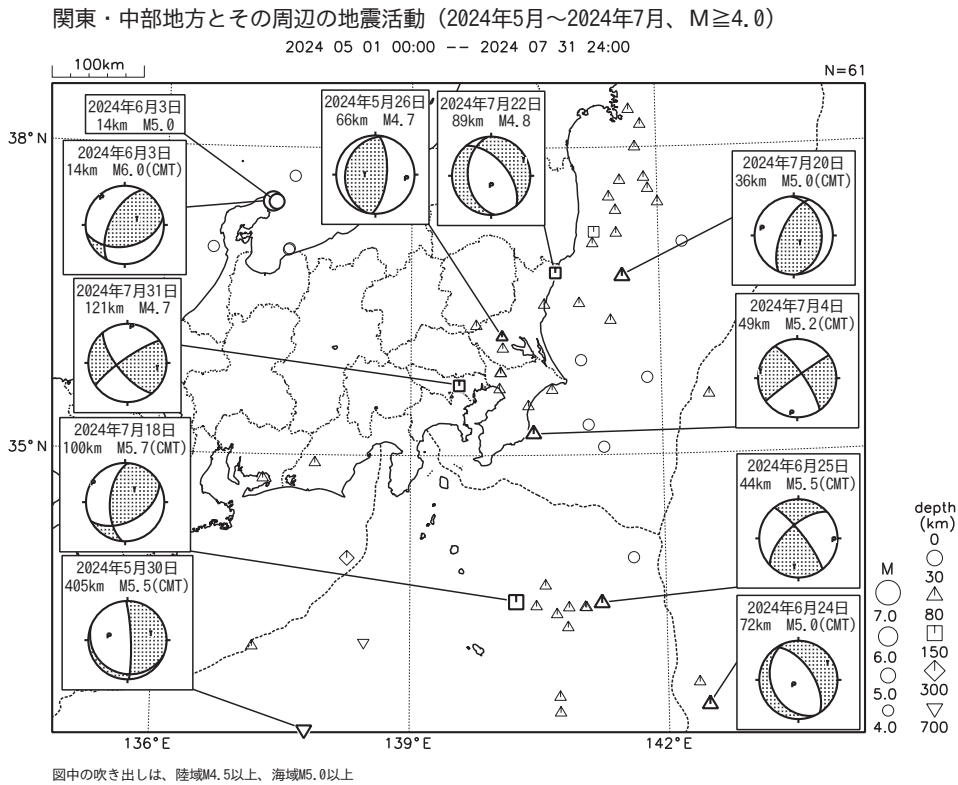 関東・中部地方とその周辺の地震活動（2024年5月～2024年7月、M≧4.0）
2024 05 01 00:00 -- 2024 07 31 24:00
100km
N=61
38°N
35°N
136°E
139°E
142°E
2024年6月3日
14km M5.0
2024年6月3日
14km M6.0(CMT)
2024年7月31日
121km M4.7
2024年7月18日
100km M5.7(CMT)
2024年5月30日
405km M5.5(CMT)
2024年5月26日
66km M4.7
2024年7月22日
89km M4.8
2024年7月20日
36km M5.0(CMT)
2024年7月4日
49km M5.2(CMT)
2024年6月25日
44km M5.5(CMT)
2024年6月24日
72km M5.0(CMT)
M
7.0
6.0
5.0
4.0
depth
(km)
0
30
80
150
300
700
図中の吹き出しは、陸域M4.5以上、海域M5.0以上